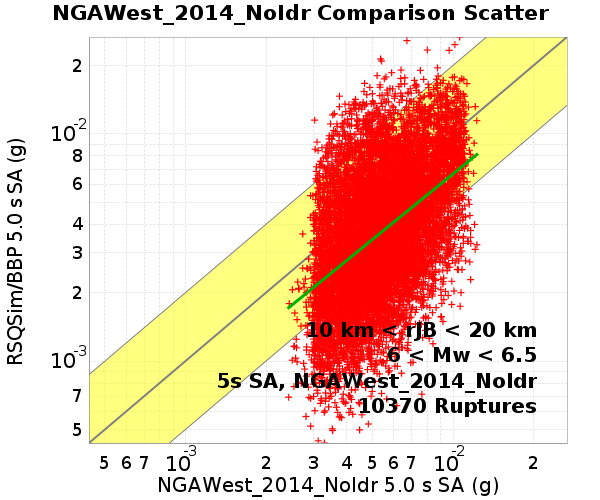 NGAWest_2014_NoIdr Comparison Scatter
RSQSim/BBP 5.0 s SA (g)
2
10-2
8
6
4
3
2
10-3
7
5
10 km < rJB < 20 km
6 < Mw < 6.5
5s SA, NGAWest_2014_NoIdr
10370 Ruptures
5 6 7 10-3 2 3 4 5 6 7 10-2 2
NGAWest_2014_NoIdr 5.0 s SA (g)